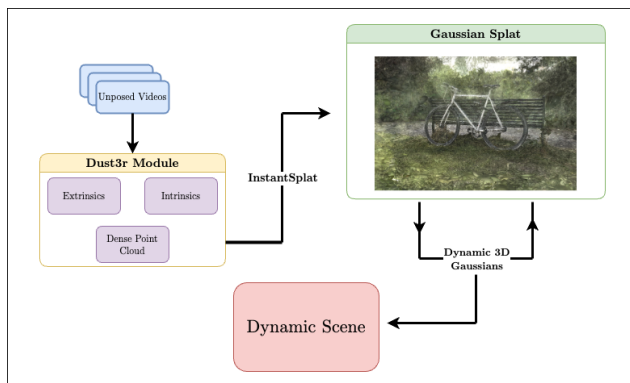 Unposed Videos
Dust3r Module
Extrinsics
Intrinsics
Dense Point
Cloud
InstantSplat
Gaussian Splat
Dynamic 3D
Gaussians
Dynamic Scene